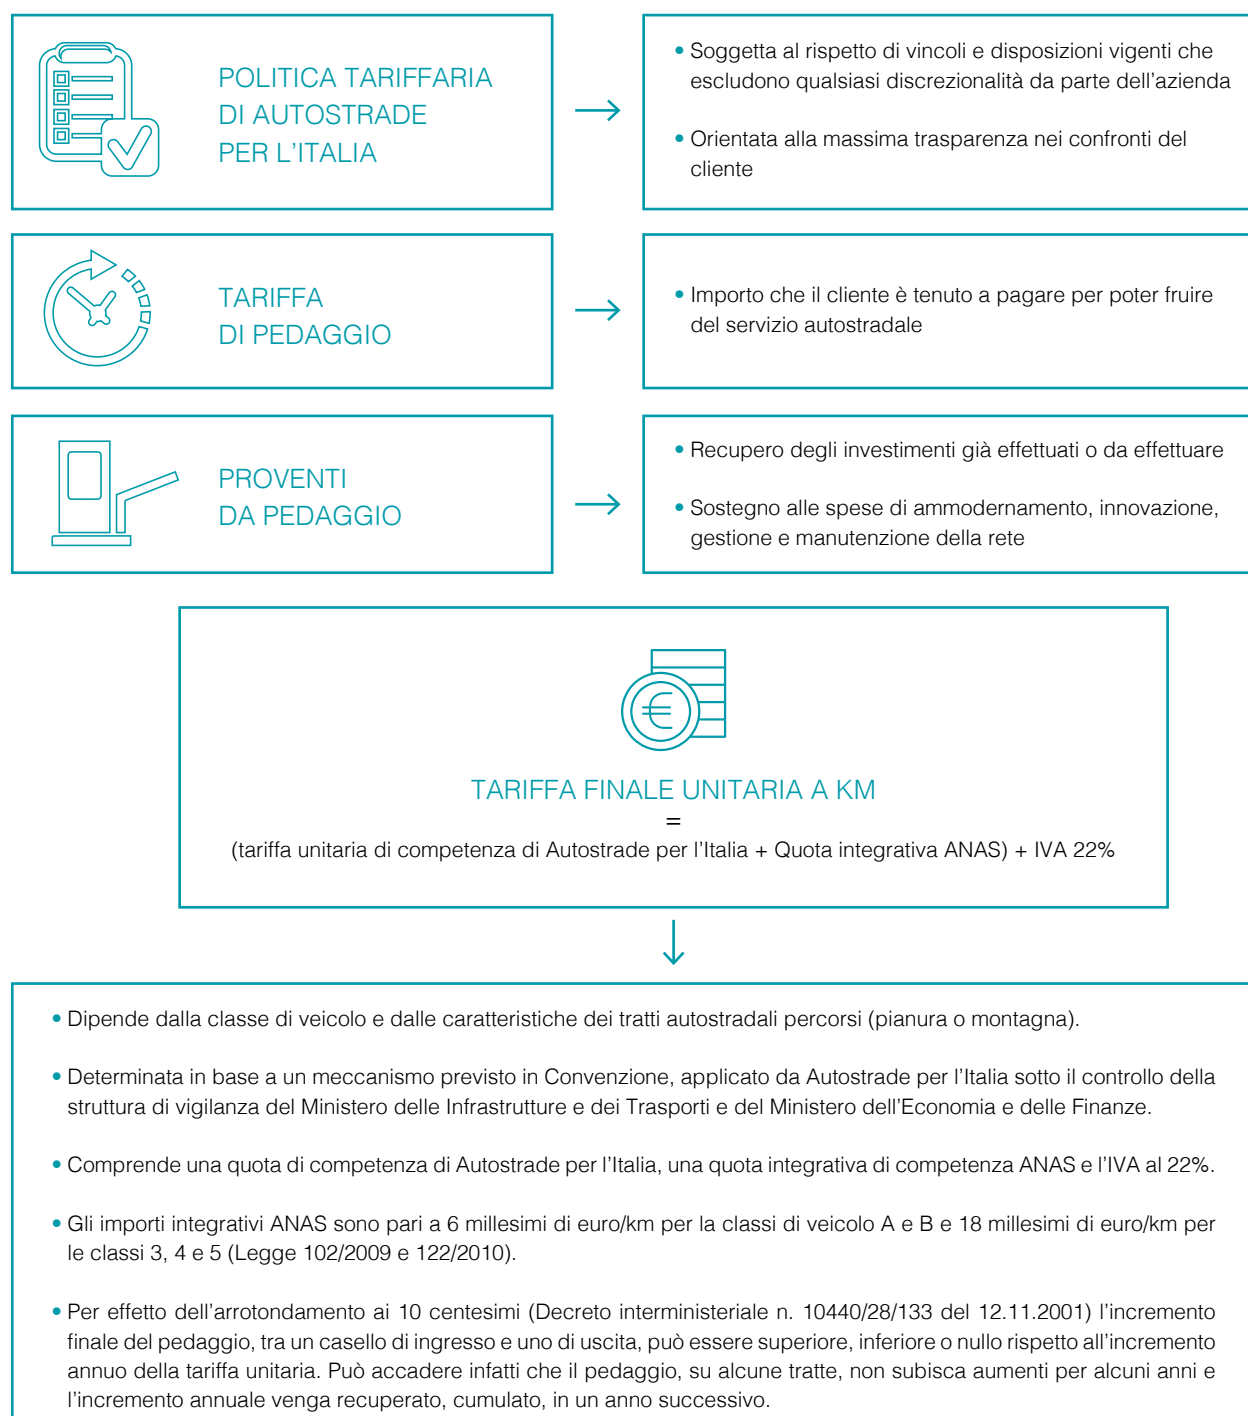 POLITICA TARIFFARIA
DI AUTOSTRADE
PER L'ITALIA
• Soggetta al rispetto di vincoli e disposizioni vigenti che
escludono qualsiasi discrezionalità da parte dell'azienda
• Orientata alla massima trasparenza nei confronti del
cliente
TARIFFA
DI PEDAGGIO
• Importo che il cliente è tenuto a pagare per poter fruire
del servizio autostradale
PROVENTI
DA PEDAGGIO
• Recupero degli investimenti già effettuati o da effettuare
• Sostegno alle spese di ammodernamento, innovazione,
gestione e manutenzione della rete
€
TARIFFA FINALE UNITARIA A KM
=
(tariffa unitaria di competenza di Autostrade per l'Italia + Quota integrativa ANAS) + IVA 22%
• Dipende dalla classe di veicolo e dalle caratteristiche dei tratti autostradali percorsi (pianura o montagna).
• Determinata in base a un meccanismo previsto in Convenzione, applicato da Autostrade per l'Italia sotto il controllo della
struttura di vigilanza del Ministero delle Infrastrutture e dei Trasporti e del Ministero dell'Economia e delle Finanze.
• Comprende una quota di competenza di Autostrade per l'Italia, una quota integrativa di competenza ANAS e l'IVA al 22%.
• Gli importi integrativi ANAS sono pari a 6 millesimi di euro/km per la classi di veicolo A e B e 18 millesimi di euro/km per
le classi 3, 4 e 5 (Legge 102/2009 e 122/2010).
• Per effetto dell'arrotondamento ai 10 centesimi (Decreto interministeriale n. 10440/28/133 del 12.11.2001) l'incremento
finale del pedaggio, tra un casello di ingresso e uno di uscita, può essere superiore, inferiore o nullo rispetto all'incremento
annuo della tariffa unitaria. Può accadere infatti che il pedaggio, su alcune tratte, non subisca aumenti per alcuni anni e
l'incremento annuale venga recuperato, cumulato, in un anno successivo.